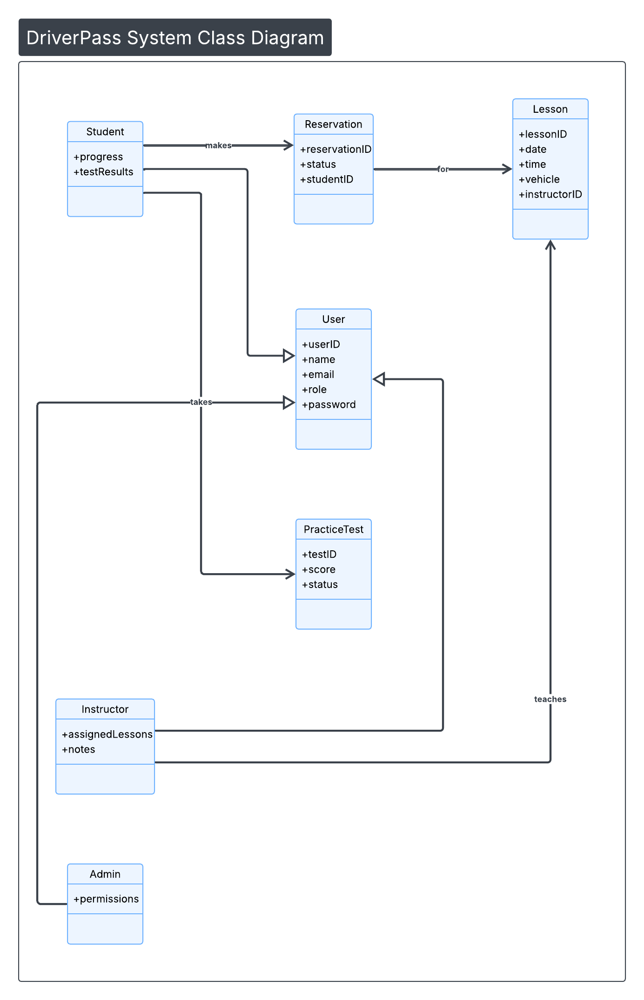 DriverPass System Class Diagram
Student
+progress
+testResults
makes
Reservation
+reservationID
+status
+studentID
for
Lesson
+lessonID
+date
+time
+vehicle
+instructorID
User
+userID
+name
+email
+role
+password
takes
PracticeTest
+testID
+score
+status
teaches
Instructor
+assignedLessons
+notes
Admin
+permissions